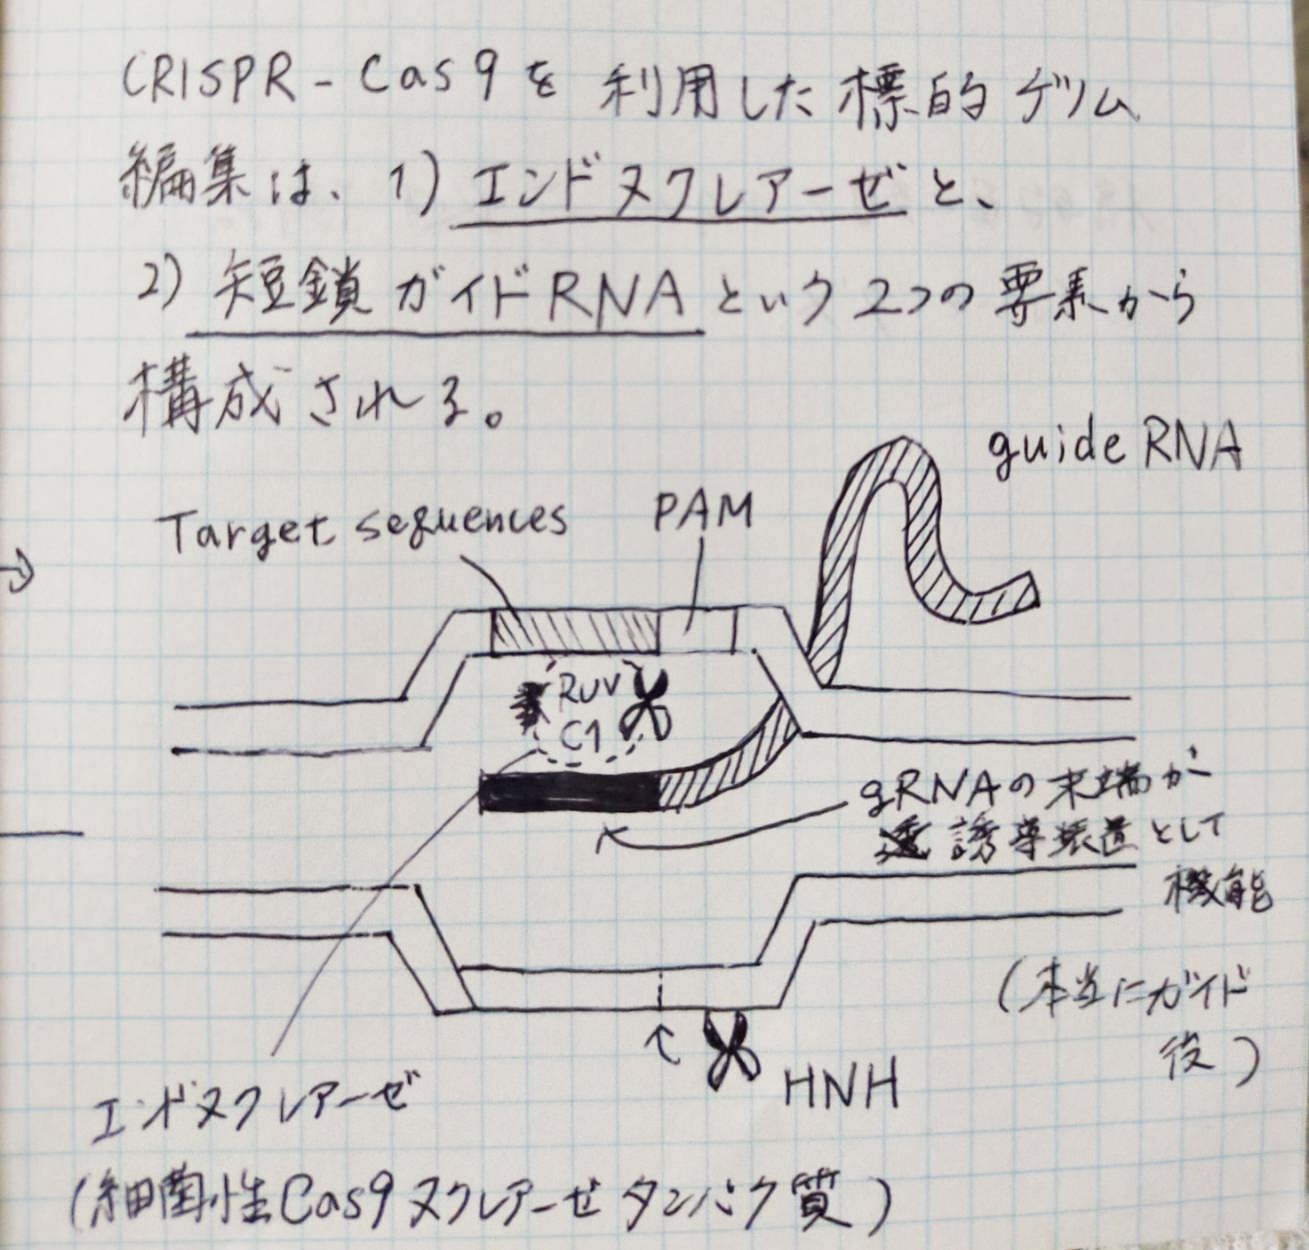 CRISPR-Cas9を利用した標的ゲノム
編集は、1)エンドヌクレアーゼと、
2)短鎖ガイドRNAという2つの要素から
構成される。
guide RNA
Target sequences
PAM
RuV
C1
gRNAの末端が
誘導装置として
機能
(本当にガイド
役)
HNH
エンドヌクレアーゼ
(細菌性Cas9ヌクレアーゼタンパク質)